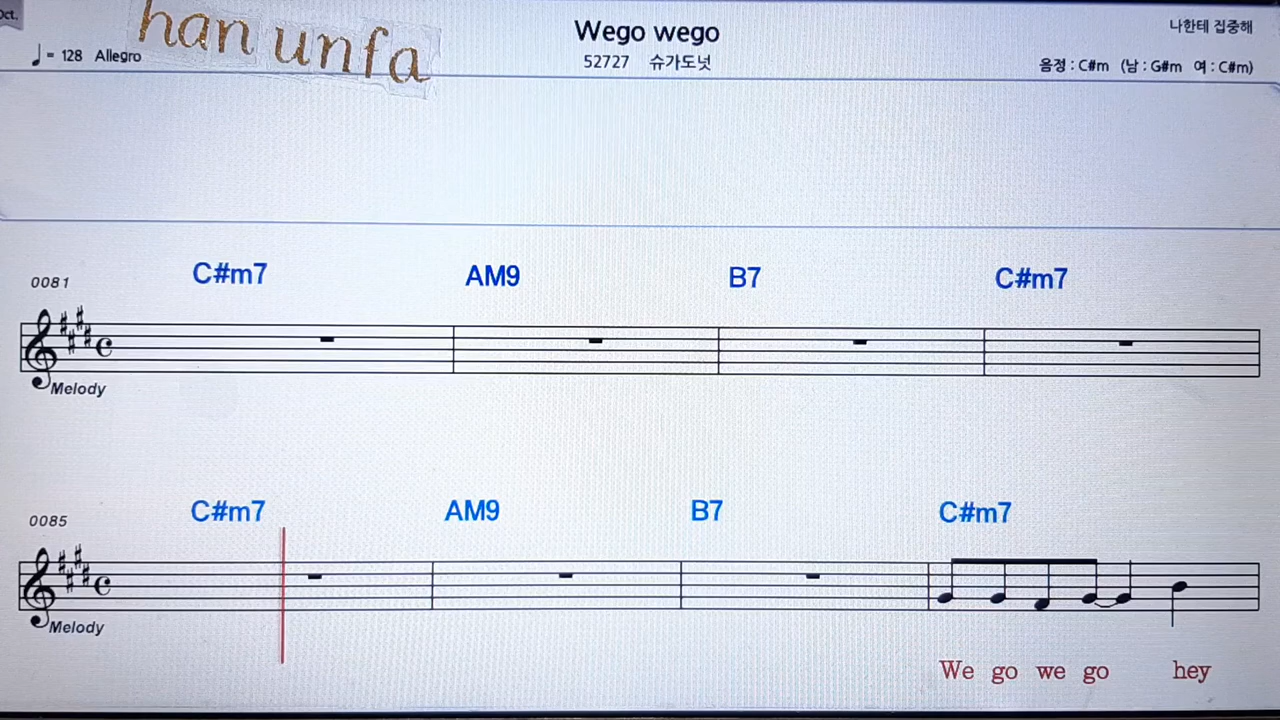 Oct.
han unfa
Wego wego
나한테 집중해
♩= 128 Allegro
52727 슈가도넛
음정 : C#m (남 : G#m 여 : C#m)
0081
C#m7 AM9 B7 C#m7
Melody
0085
C#m7 AM9 B7 C#m7
Melody
We go we go hey